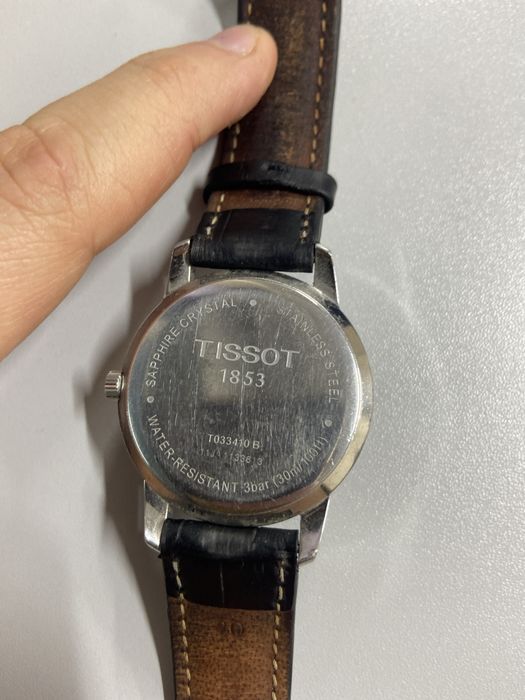 • SAPPHIRE CRYSTAL • STAINLESS STEEL •
TISSOT
1853
T033410 B
WATER-RESISTANT 3bar (30m/100ft)